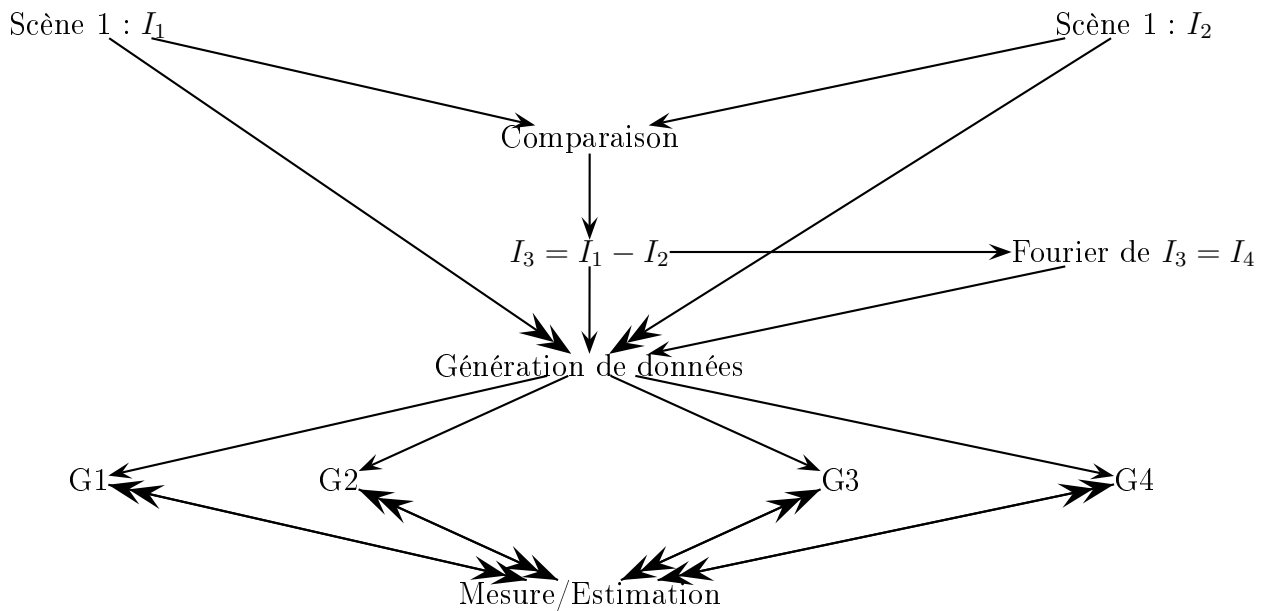 Scène 1 : I₁
Scène 1 : I₂
Comparaison
I₃ = I₁ − I₂
Fourier de I₃ = I₄
Génération de données
G1
G2
G3
G4
Mesure/Estimation